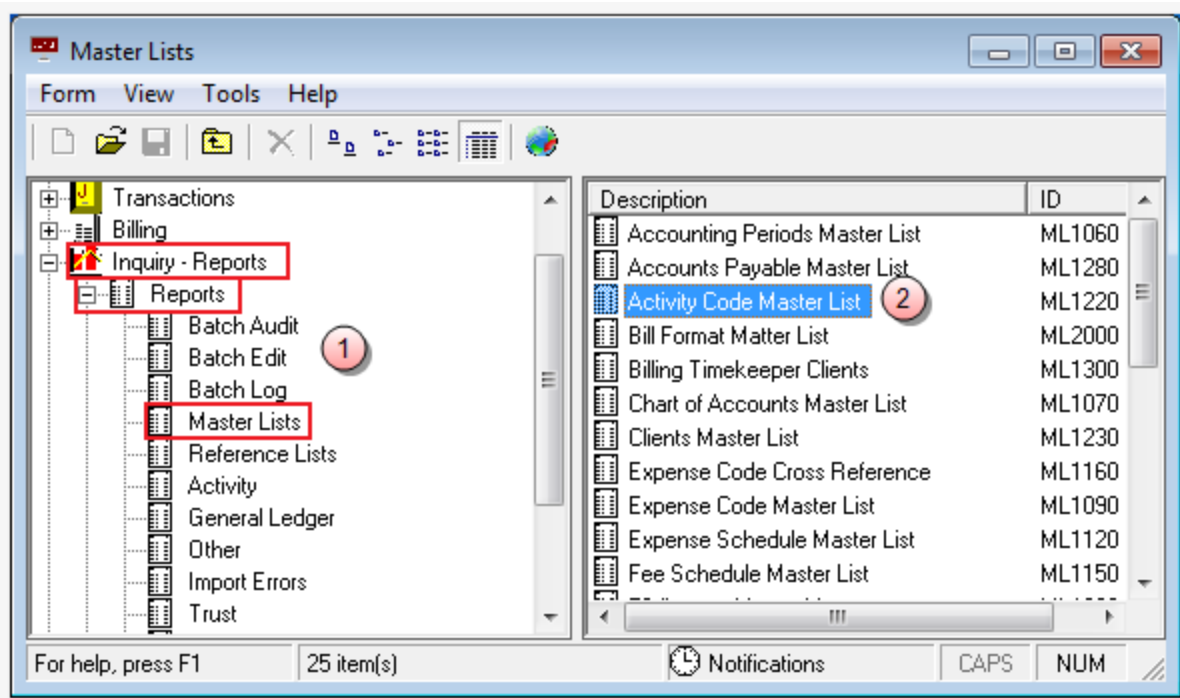 Master Lists
Form View Tools Help
Transactions
Billing
Inquiry - Reports
Reports
Batch Audit
Batch Edit
Batch Log
Master Lists
Reference Lists
Activity
General Ledger
Other
Import Errors
Trust
1
Description ID
Accounting Periods Master List ML1060
Accounts Payable Master List ML1280
Activity Code Master List ML1220
2
Bill Format Matter List ML2000
Billing Timekeeper Clients ML1300
Chart of Accounts Master List ML1070
Clients Master List ML1230
Expense Code Cross Reference ML1160
Expense Code Master List ML1090
Expense Schedule Master List ML1120
Fee Schedule Master List ML1150
For help, press F1 25 item(s) Notifications CAPS NUM